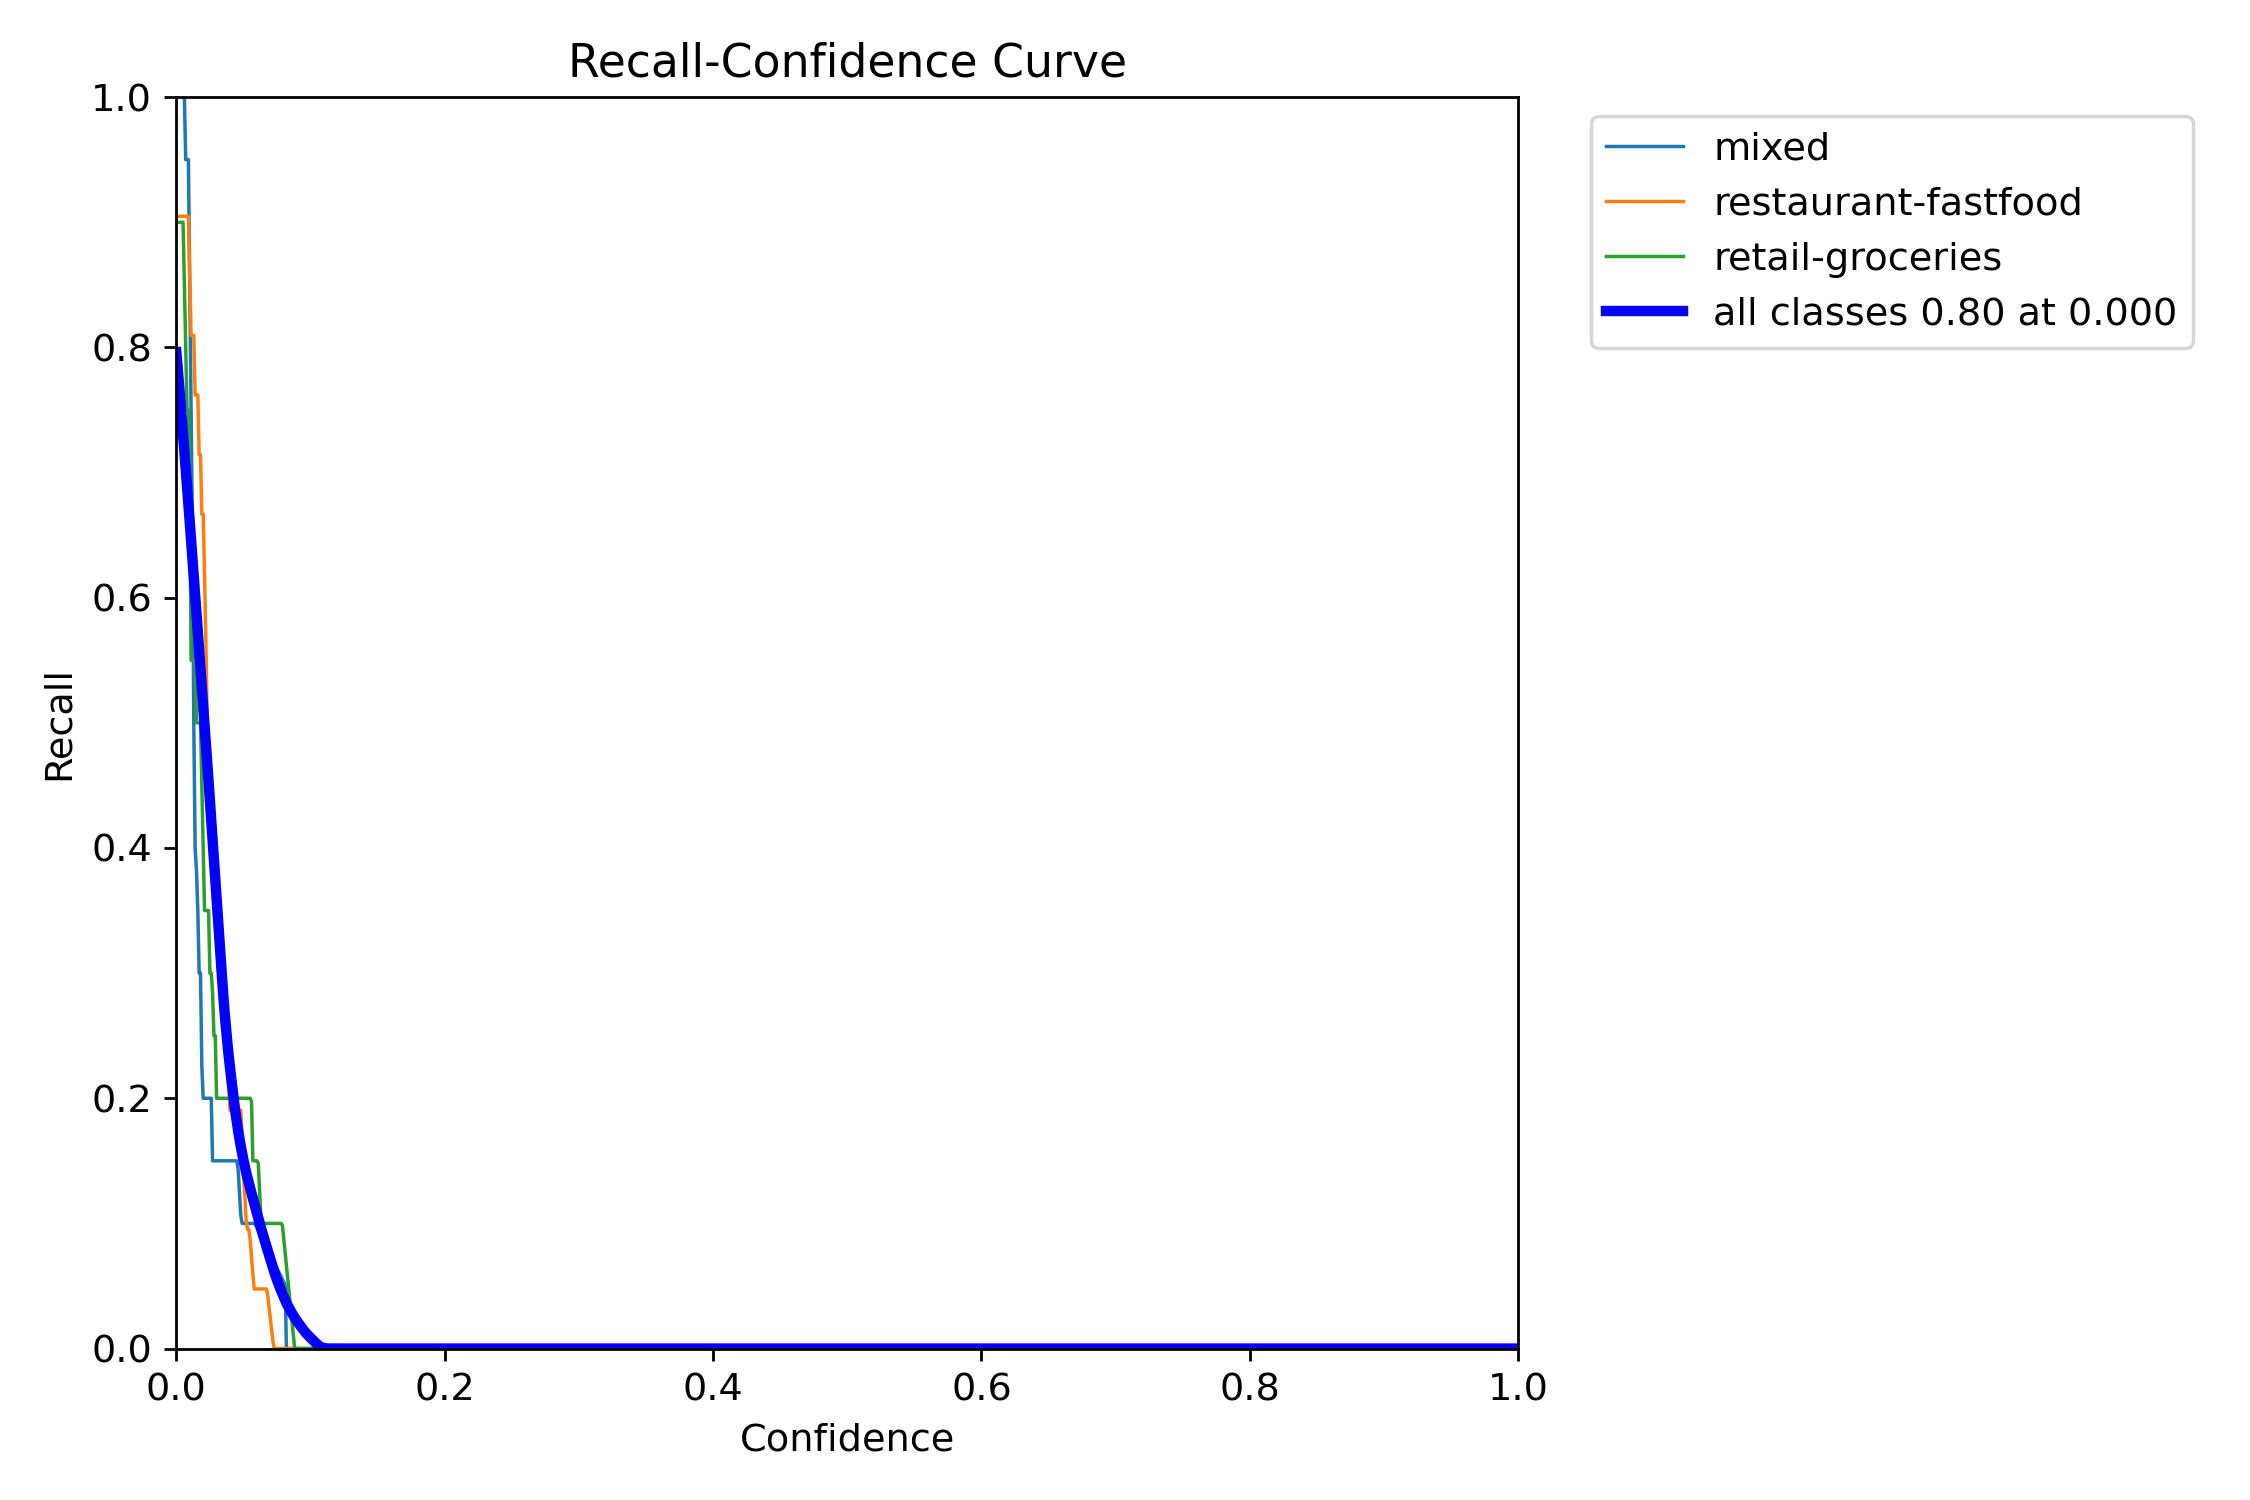 Recall-Confidence Curve
1.0
0.8
0.6
0.4
0.2
0.0
Recall
0.0 0.2 0.4 0.6 0.8 1.0
Confidence
mixed
restaurant-fastfood
retail-groceries
all classes 0.80 at 0.000